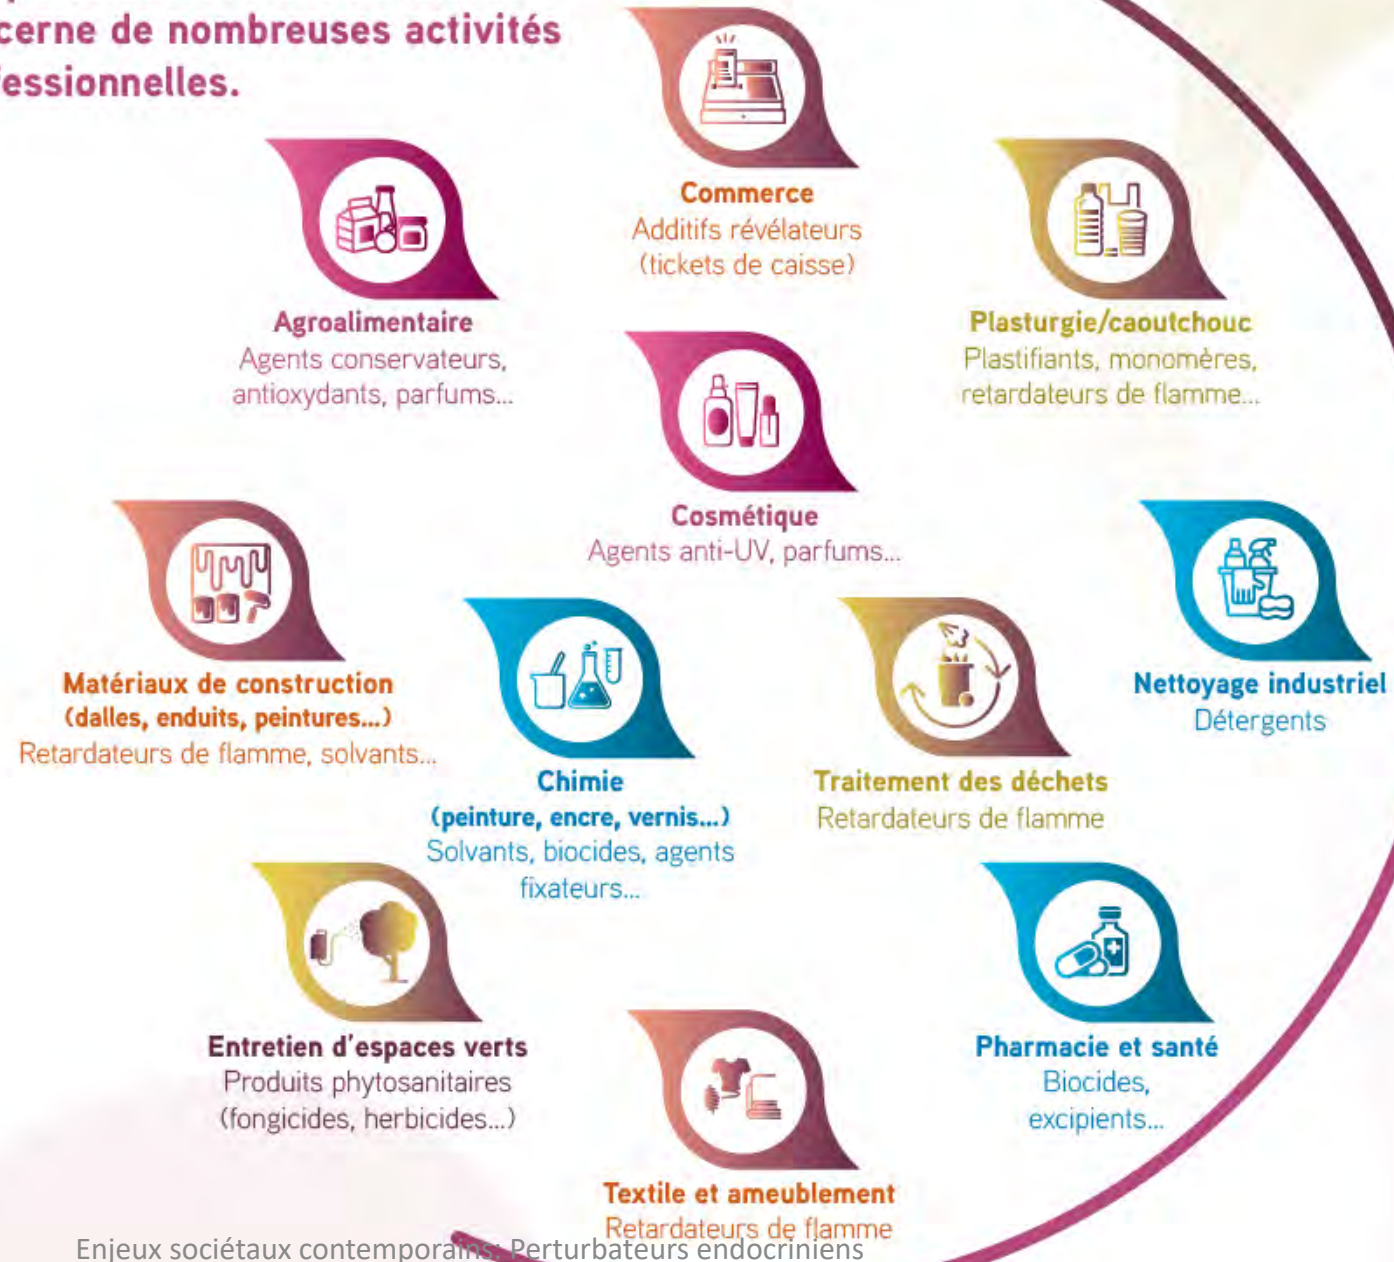 cerne de nombreuses activités
essionnelles.
Commerce
Additifs révélateurs
(tickets de caisse)
Agroalimentaire
Agents conservateurs,
antioxydants, parfums...
Plasturgie/caoutchouc
Plastifiants, monomères,
retardateurs de flamme...
Cosmétique
Agents anti-UV, parfums...
Matériaux de construction
(dalles, enduits, peintures...)
Retardateurs de flamme, solvants...
Nettoyage industriel
Détergents
Chimie
(peinture, encre, vernis...)
Solvants, biocides, agents
fixateurs...
Traitement des déchets
Retardateurs de flamme
Entretien d'espaces verts
Produits phytosanitaires
(fongicides, herbicides...)
Pharmacie et santé
Biocides,
excipients...
Textile et ameublement
Retardateurs de flamme
Enjeux sociétaux contemporains: Perturbateurs endocriniens